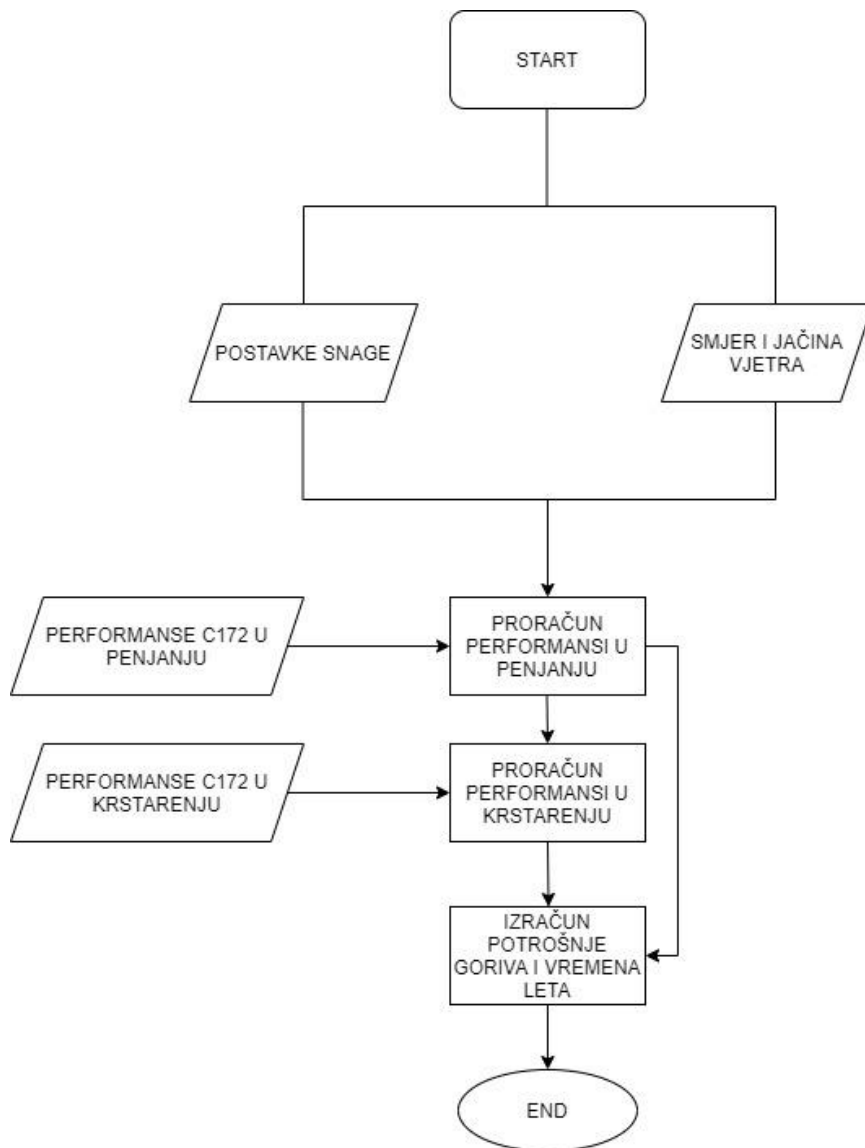 START
POSTAVKE SNAGE
SMJER I JAČINA
VJETRA
PERFORMANSE C172 U
PENJANJU
PRORAČUN
PERFORMANSI U
PENJANJU
PERFORMANSE C172 U
KRSTARENJU
PRORAČUN
PERFORMANSI U
KRSTARENJU
IZRAČUN
POTROŠNJE
GORIVA I VREMENA
LETA
END